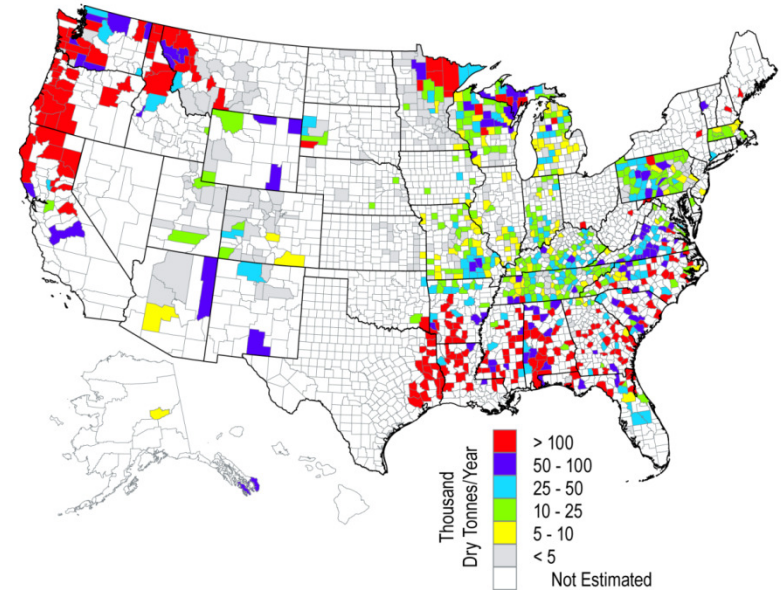 Thousand
Dry Tonnes/Year
> 100
50 - 100
25 - 50
10 - 25
5 - 10
< 5
Not Estimated